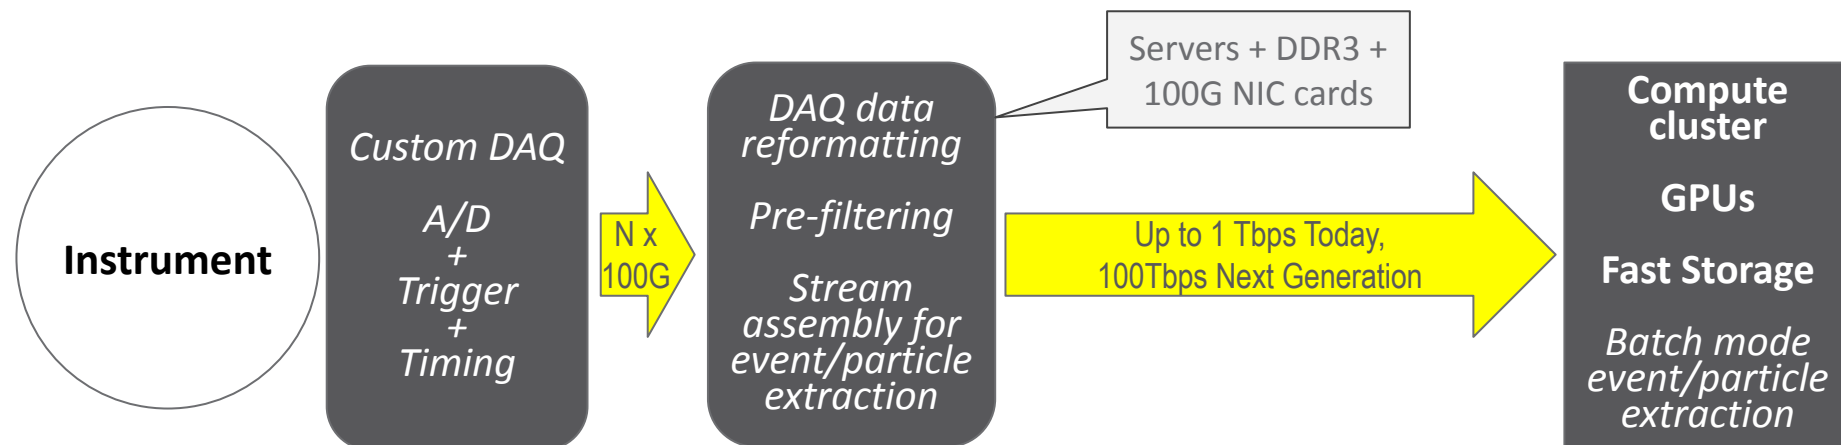 Instrument
Custom DAQ
A/D
+
Trigger
+
Timing
N x
100G
DAQ data
reformatting
Pre-filtering
Stream
assembly for
event/particle
extraction
Servers + DDR3 +
100G NIC cards
Up to 1 Tbps Today,
100Tbps Next Generation
Compute
cluster
GPUs
Fast Storage
Batch mode
event/particle
extraction